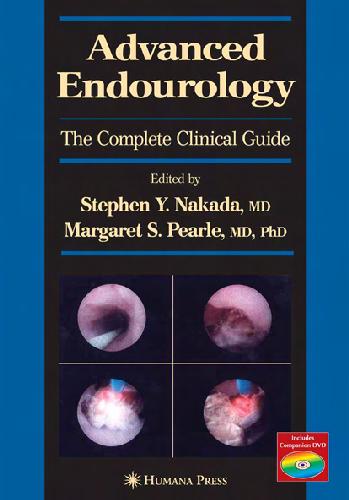 Advanced
Endourology
The Complete Clinical Guide
Edited by
Stephen Y. Nakada, MD
Margaret S. Pearle, MD, PhD
Includes
Companion DVD
HUMANA PRESS